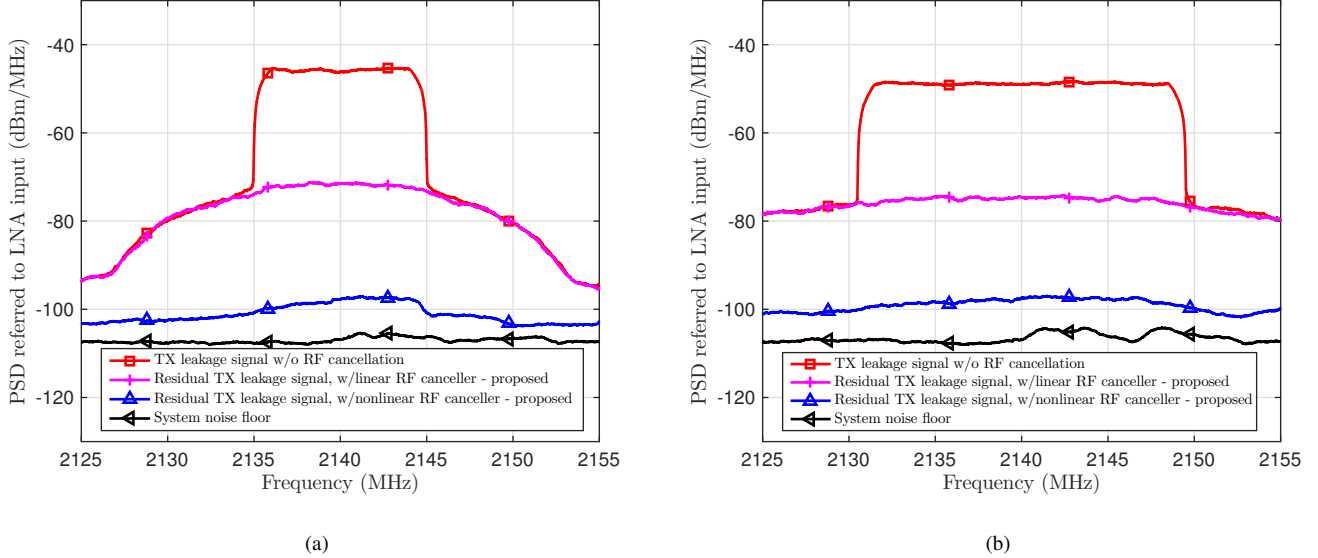 PSD referred to LNA input (dBm/MHz)
-40
-60
-80
-100
-120
TX leakage signal w/o RF cancellation
Residual TX leakage signal, w/linear RF canceller - proposed
Residual TX leakage signal, w/nonlinear RF canceller - proposed
System noise floor
2125 2130 2135 2140 2145 2150 2155
Frequency (MHz)
(a)
PSD referred to LNA input (dBm/MHz)
-40
-60
-80
-100
-120
TX leakage signal w/o RF cancellation
Residual TX leakage signal, w/linear RF canceller - proposed
Residual TX leakage signal, w/nonlinear RF canceller - proposed
System noise floor
2125 2130 2135 2140 2145 2150 2155
Frequency (MHz)
(b)